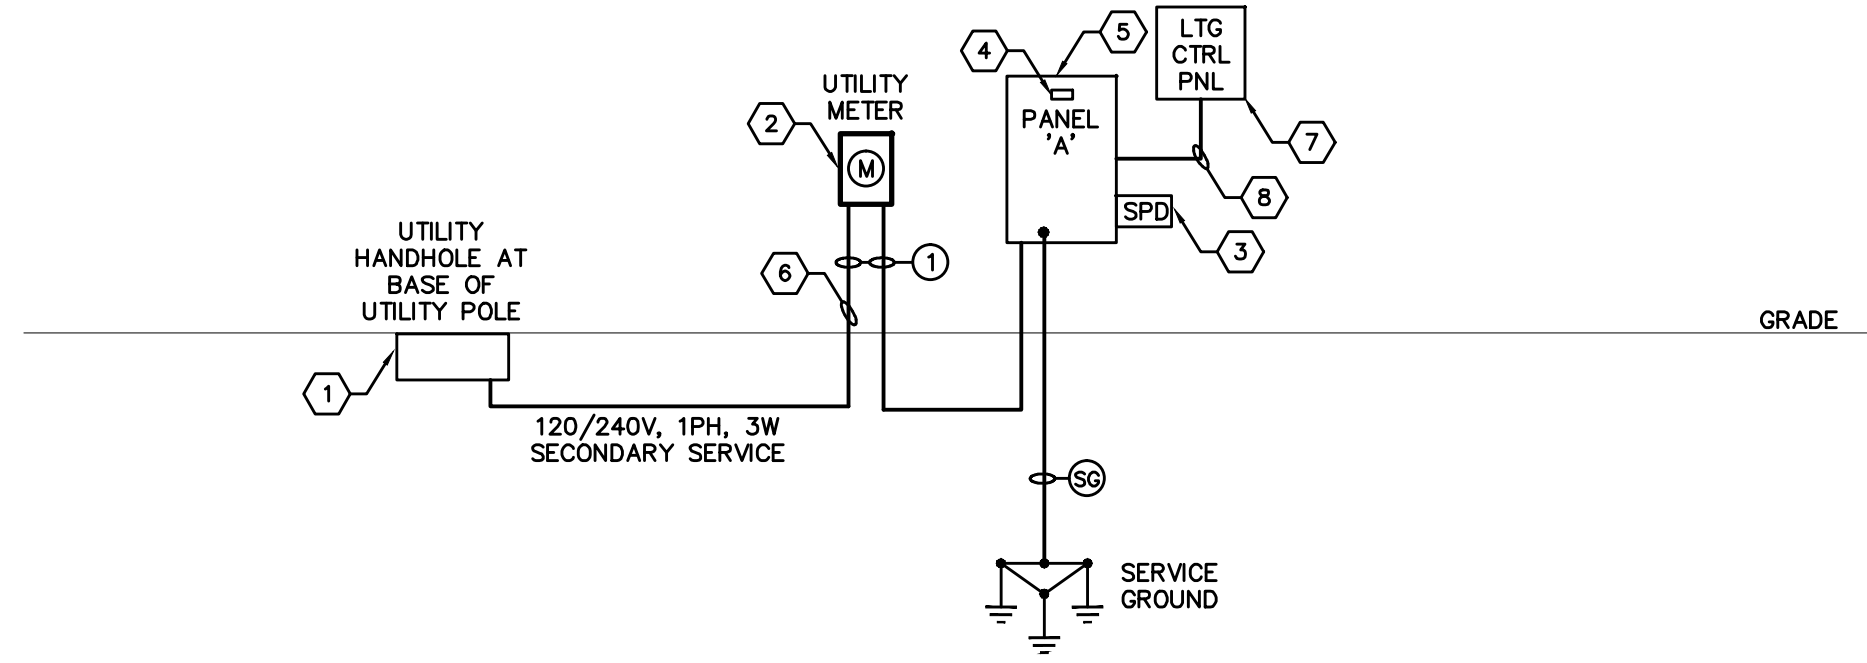 5
LTG
CTRL
PNL
4
UTILITY
METER
2
M
PANEL
'A'
7
8
SPD
3
UTILITY
HANDHOLE AT
BASE OF
UTILITY POLE
6
1
GRADE
1
120/240V, 1PH, 3W
SECONDARY SERVICE
SG
SERVICE
GROUND